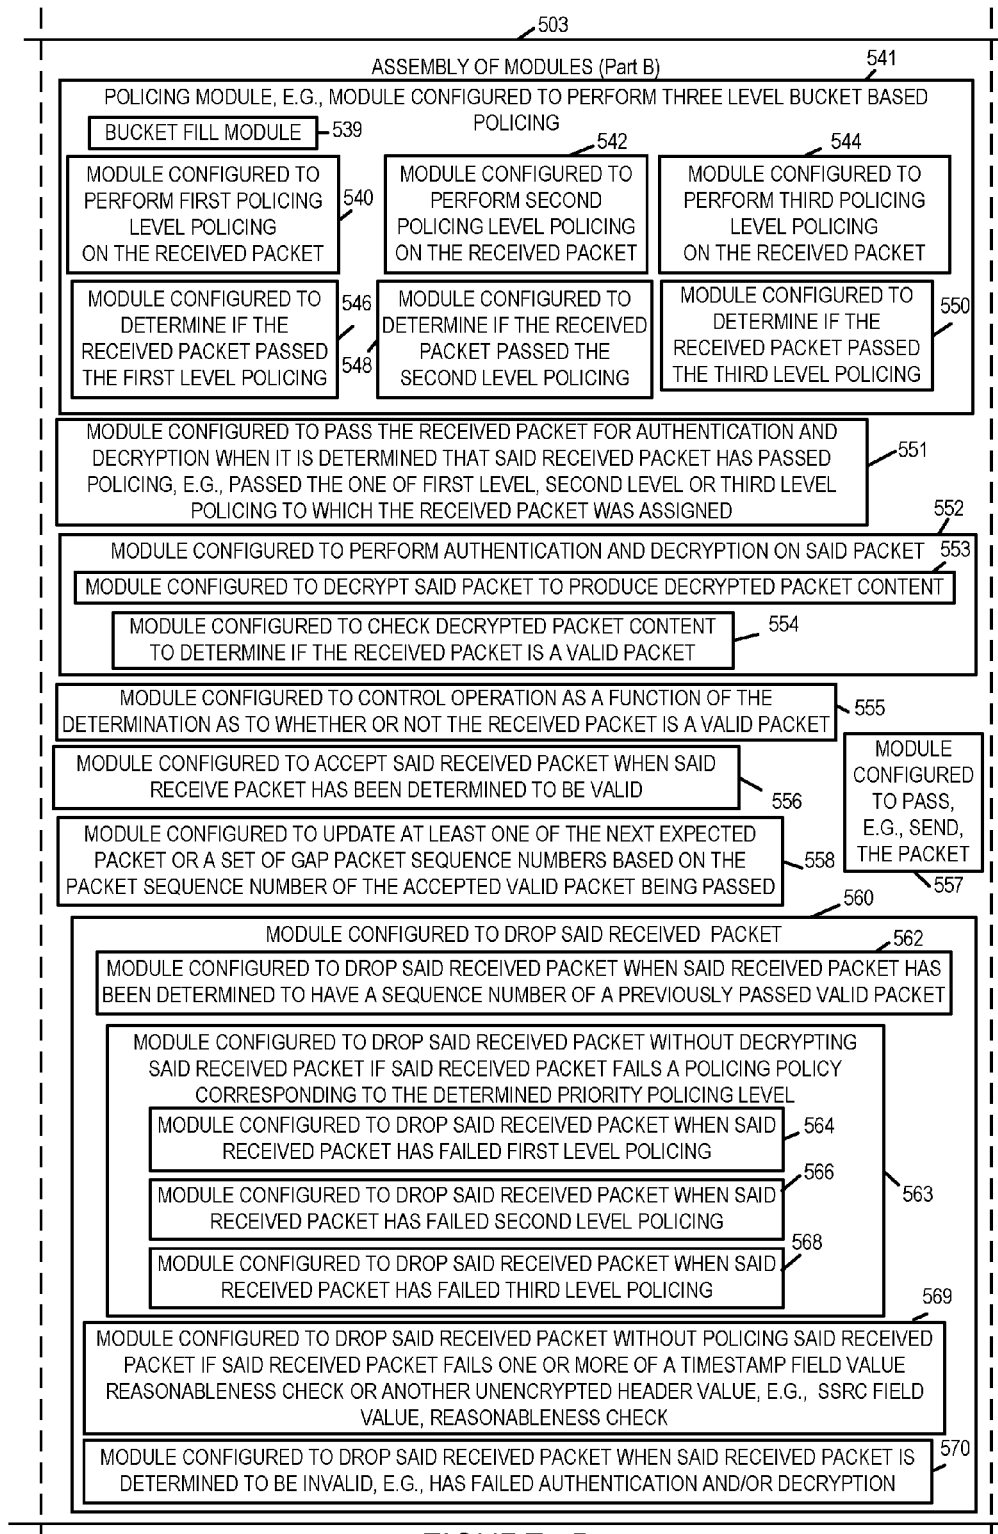 503
ASSEMBLY OF MODULES (Part B)
541
POLICING MODULE, E.G., MODULE CONFIGURED TO PERFORM THREE LEVEL BUCKET BASED
POLICING
BUCKET FILL MODULE
539
542
544
MODULE CONFIGURED TO
PERFORM FIRST POLICING
LEVEL POLICING
ON THE RECEIVED PACKET
540
MODULE CONFIGURED TO
PERFORM SECOND
POLICING LEVEL POLICING
ON THE RECEIVED PACKET
MODULE CONFIGURED TO
PERFORM THIRD POLICING
LEVEL POLICING
ON THE RECEIVED PACKET
MODULE CONFIGURED TO
DETERMINE IF THE
RECEIVED PACKET PASSED
THE FIRST LEVEL POLICING
546
548
MODULE CONFIGURED TO
DETERMINE IF THE RECEIVED
PACKET PASSED THE
SECOND LEVEL POLICING
MODULE CONFIGURED TO
DETERMINE IF THE
RECEIVED PACKET PASSED
THE THIRD LEVEL POLICING
550
MODULE CONFIGURED TO PASS THE RECEIVED PACKET FOR AUTHENTICATION AND
DECRYPTION WHEN IT IS DETERMINED THAT SAID RECEIVED PACKET HAS PASSED
POLICING, E.G., PASSED THE ONE OF FIRST LEVEL, SECOND LEVEL OR THIRD LEVEL
POLICING TO WHICH THE RECEIVED PACKET WAS ASSIGNED
551
552
MODULE CONFIGURED TO PERFORM AUTHENTICATION AND DECRYPTION ON SAID PACKET
553
MODULE CONFIGURED TO DECRYPT SAID PACKET TO PRODUCE DECRYPTED PACKET CONTENT
MODULE CONFIGURED TO CHECK DECRYPTED PACKET CONTENT
TO DETERMINE IF THE RECEIVED PACKET IS A VALID PACKET
554
MODULE CONFIGURED TO CONTROL OPERATION AS A FUNCTION OF THE
DETERMINATION AS TO WHETHER OR NOT THE RECEIVED PACKET IS A VALID PACKET
555
MODULE CONFIGURED TO ACCEPT SAID RECEIVED PACKET WHEN SAID
RECEIVE PACKET HAS BEEN DETERMINED TO BE VALID
556
MODULE
CONFIGURED
TO PASS,
E.G., SEND,
THE PACKET
557
MODULE CONFIGURED TO UPDATE AT LEAST ONE OF THE NEXT EXPECTED
PACKET OR A SET OF GAP PACKET SEQUENCE NUMBERS BASED ON THE
PACKET SEQUENCE NUMBER OF THE ACCEPTED VALID PACKET BEING PASSED
558
560
MODULE CONFIGURED TO DROP SAID RECEIVED PACKET
562
MODULE CONFIGURED TO DROP SAID RECEIVED PACKET WHEN SAID RECEIVED PACKET HAS
BEEN DETERMINED TO HAVE A SEQUENCE NUMBER OF A PREVIOUSLY PASSED VALID PACKET
MODULE CONFIGURED TO DROP SAID RECEIVED PACKET WITHOUT DECRYPTING
SAID RECEIVED PACKET IF SAID RECEIVED PACKET FAILS A POLICING POLICY
CORRESPONDING TO THE DETERMINED PRIORITY POLICING LEVEL
MODULE CONFIGURED TO DROP SAID RECEIVED PACKET WHEN SAID
RECEIVED PACKET HAS FAILED FIRST LEVEL POLICING
564
MODULE CONFIGURED TO DROP SAID RECEIVED PACKET WHEN SAID
RECEIVED PACKET HAS FAILED SECOND LEVEL POLICING
566
563
MODULE CONFIGURED TO DROP SAID RECEIVED PACKET WHEN SAID
RECEIVED PACKET HAS FAILED THIRD LEVEL POLICING
568
569
MODULE CONFIGURED TO DROP SAID RECEIVED PACKET WITHOUT POLICING SAID RECEIVED
PACKET IF SAID RECEIVED PACKET FAILS ONE OR MORE OF A TIMESTAMP FIELD VALUE
REASONABLENESS CHECK OR ANOTHER UNENCRYPTED HEADER VALUE, E.G., SSRC FIELD
VALUE, REASONABLENESS CHECK
MODULE CONFIGURED TO DROP SAID RECEIVED PACKET WHEN SAID RECEIVED PACKET IS
DETERMINED TO BE INVALID, E.G., HAS FAILED AUTHENTICATION AND/OR DECRYPTION
570